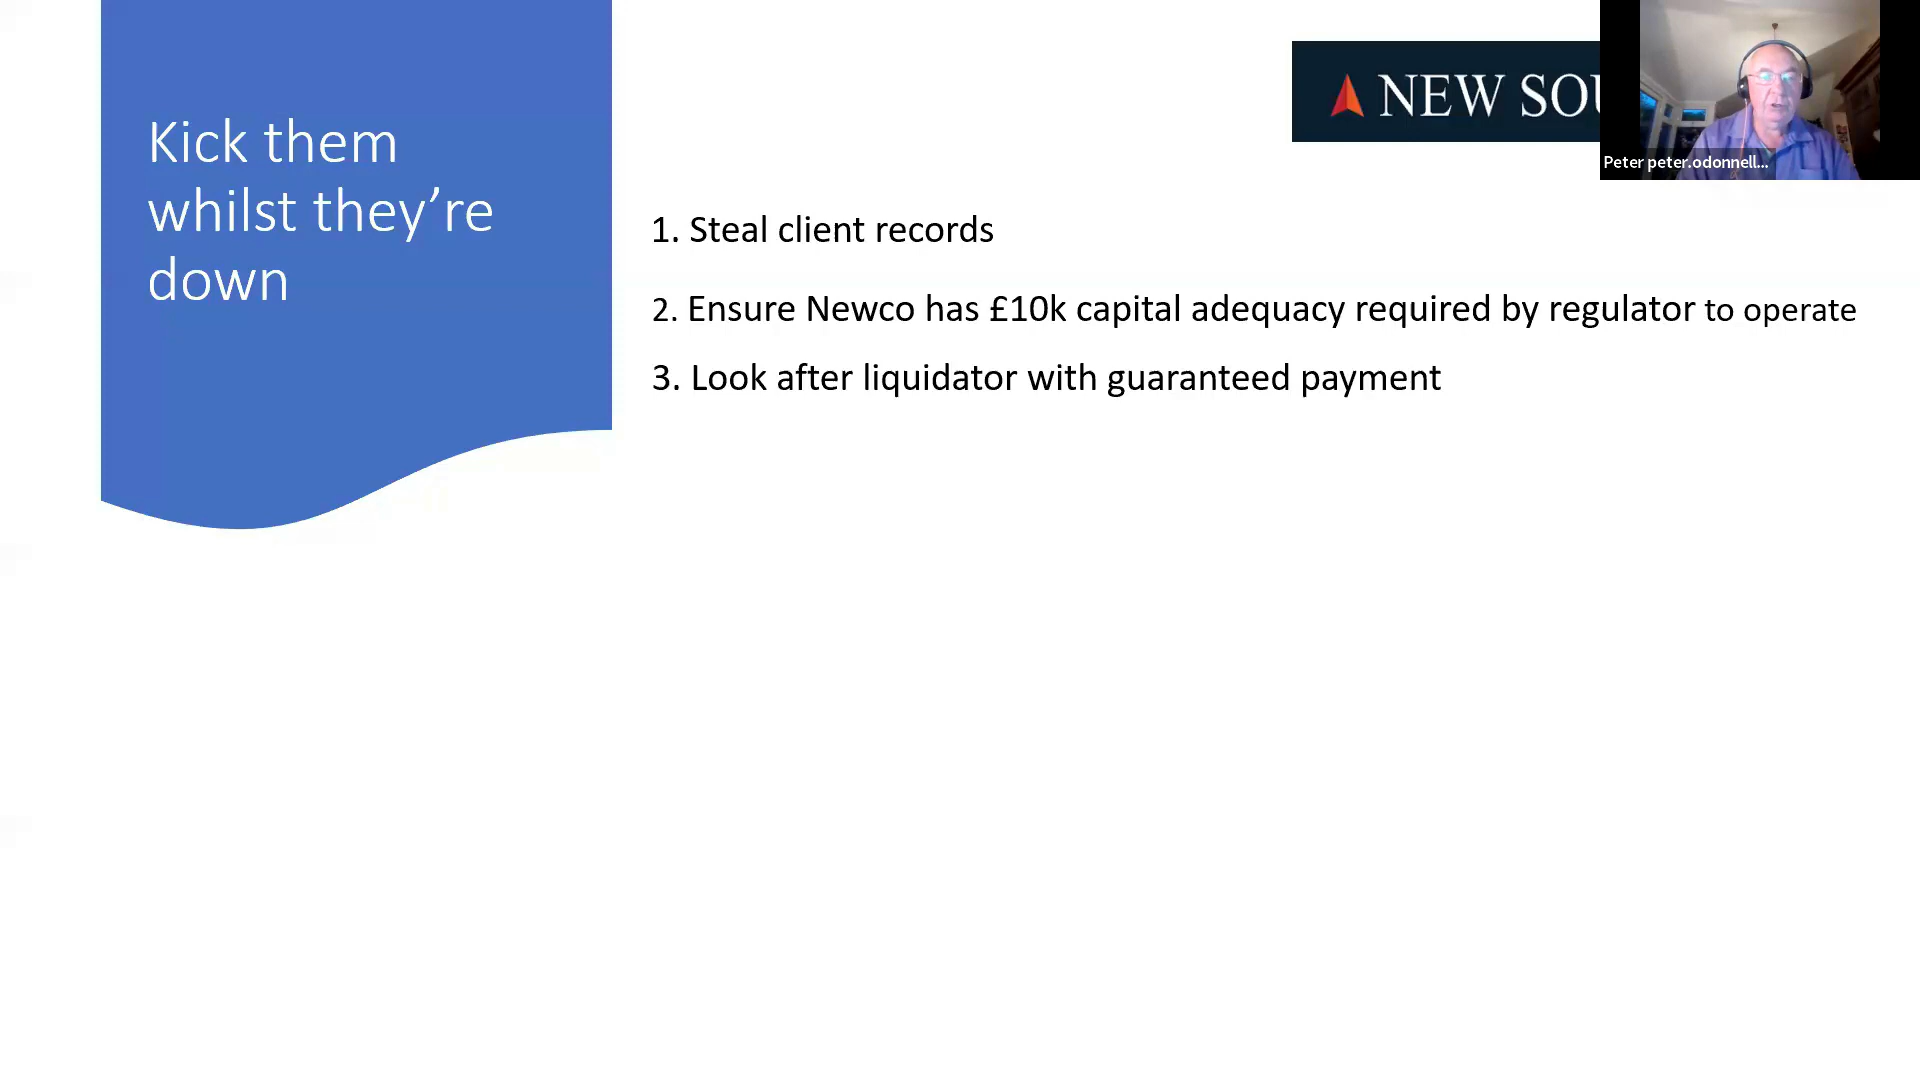 Kick them
whilst they’re
down
NEW SOU
Peter peter.odonnell...
1. Steal client records
2. Ensure Newco has £10k capital adequacy required by regulator to operate
3. Look after liquidator with guaranteed payment